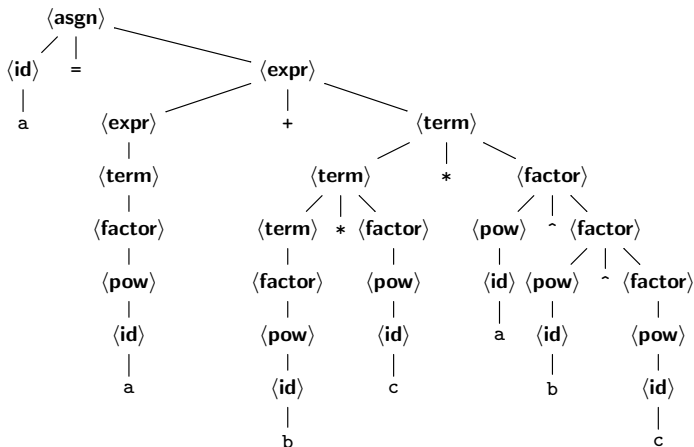 ⟨asgn⟩
⟨id⟩ = ⟨expr⟩
a ⟨expr⟩ + ⟨term⟩
⟨term⟩ ⟨term⟩ * ⟨factor⟩
⟨factor⟩ ⟨term⟩ * ⟨factor⟩ ⟨pow⟩ ^ ⟨factor⟩
⟨pow⟩ ⟨factor⟩ ⟨pow⟩ ⟨id⟩ ⟨pow⟩ ^ ⟨factor⟩
⟨id⟩ ⟨pow⟩ ⟨id⟩ a ⟨id⟩ ⟨pow⟩
a ⟨id⟩ c b ⟨id⟩
b c